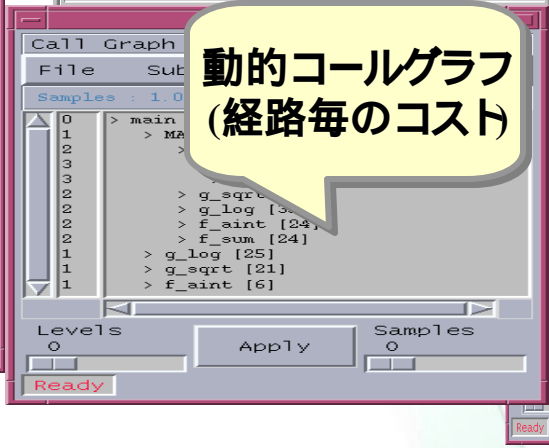 Call Graph
動的コールグラフ
(経路毎のコスト)
File Sub
Samples : 1.0
0 > main
1 > MA
2 >
3
3
2 > g_sqrt
2 > g_log
2 > f_aint [24]
2 > f_sum [24]
1 > g_log [25]
1 > g_sqrt [21]
1 > f_aint [6]
Levels Samples
0 Apply 0
Ready
Ready